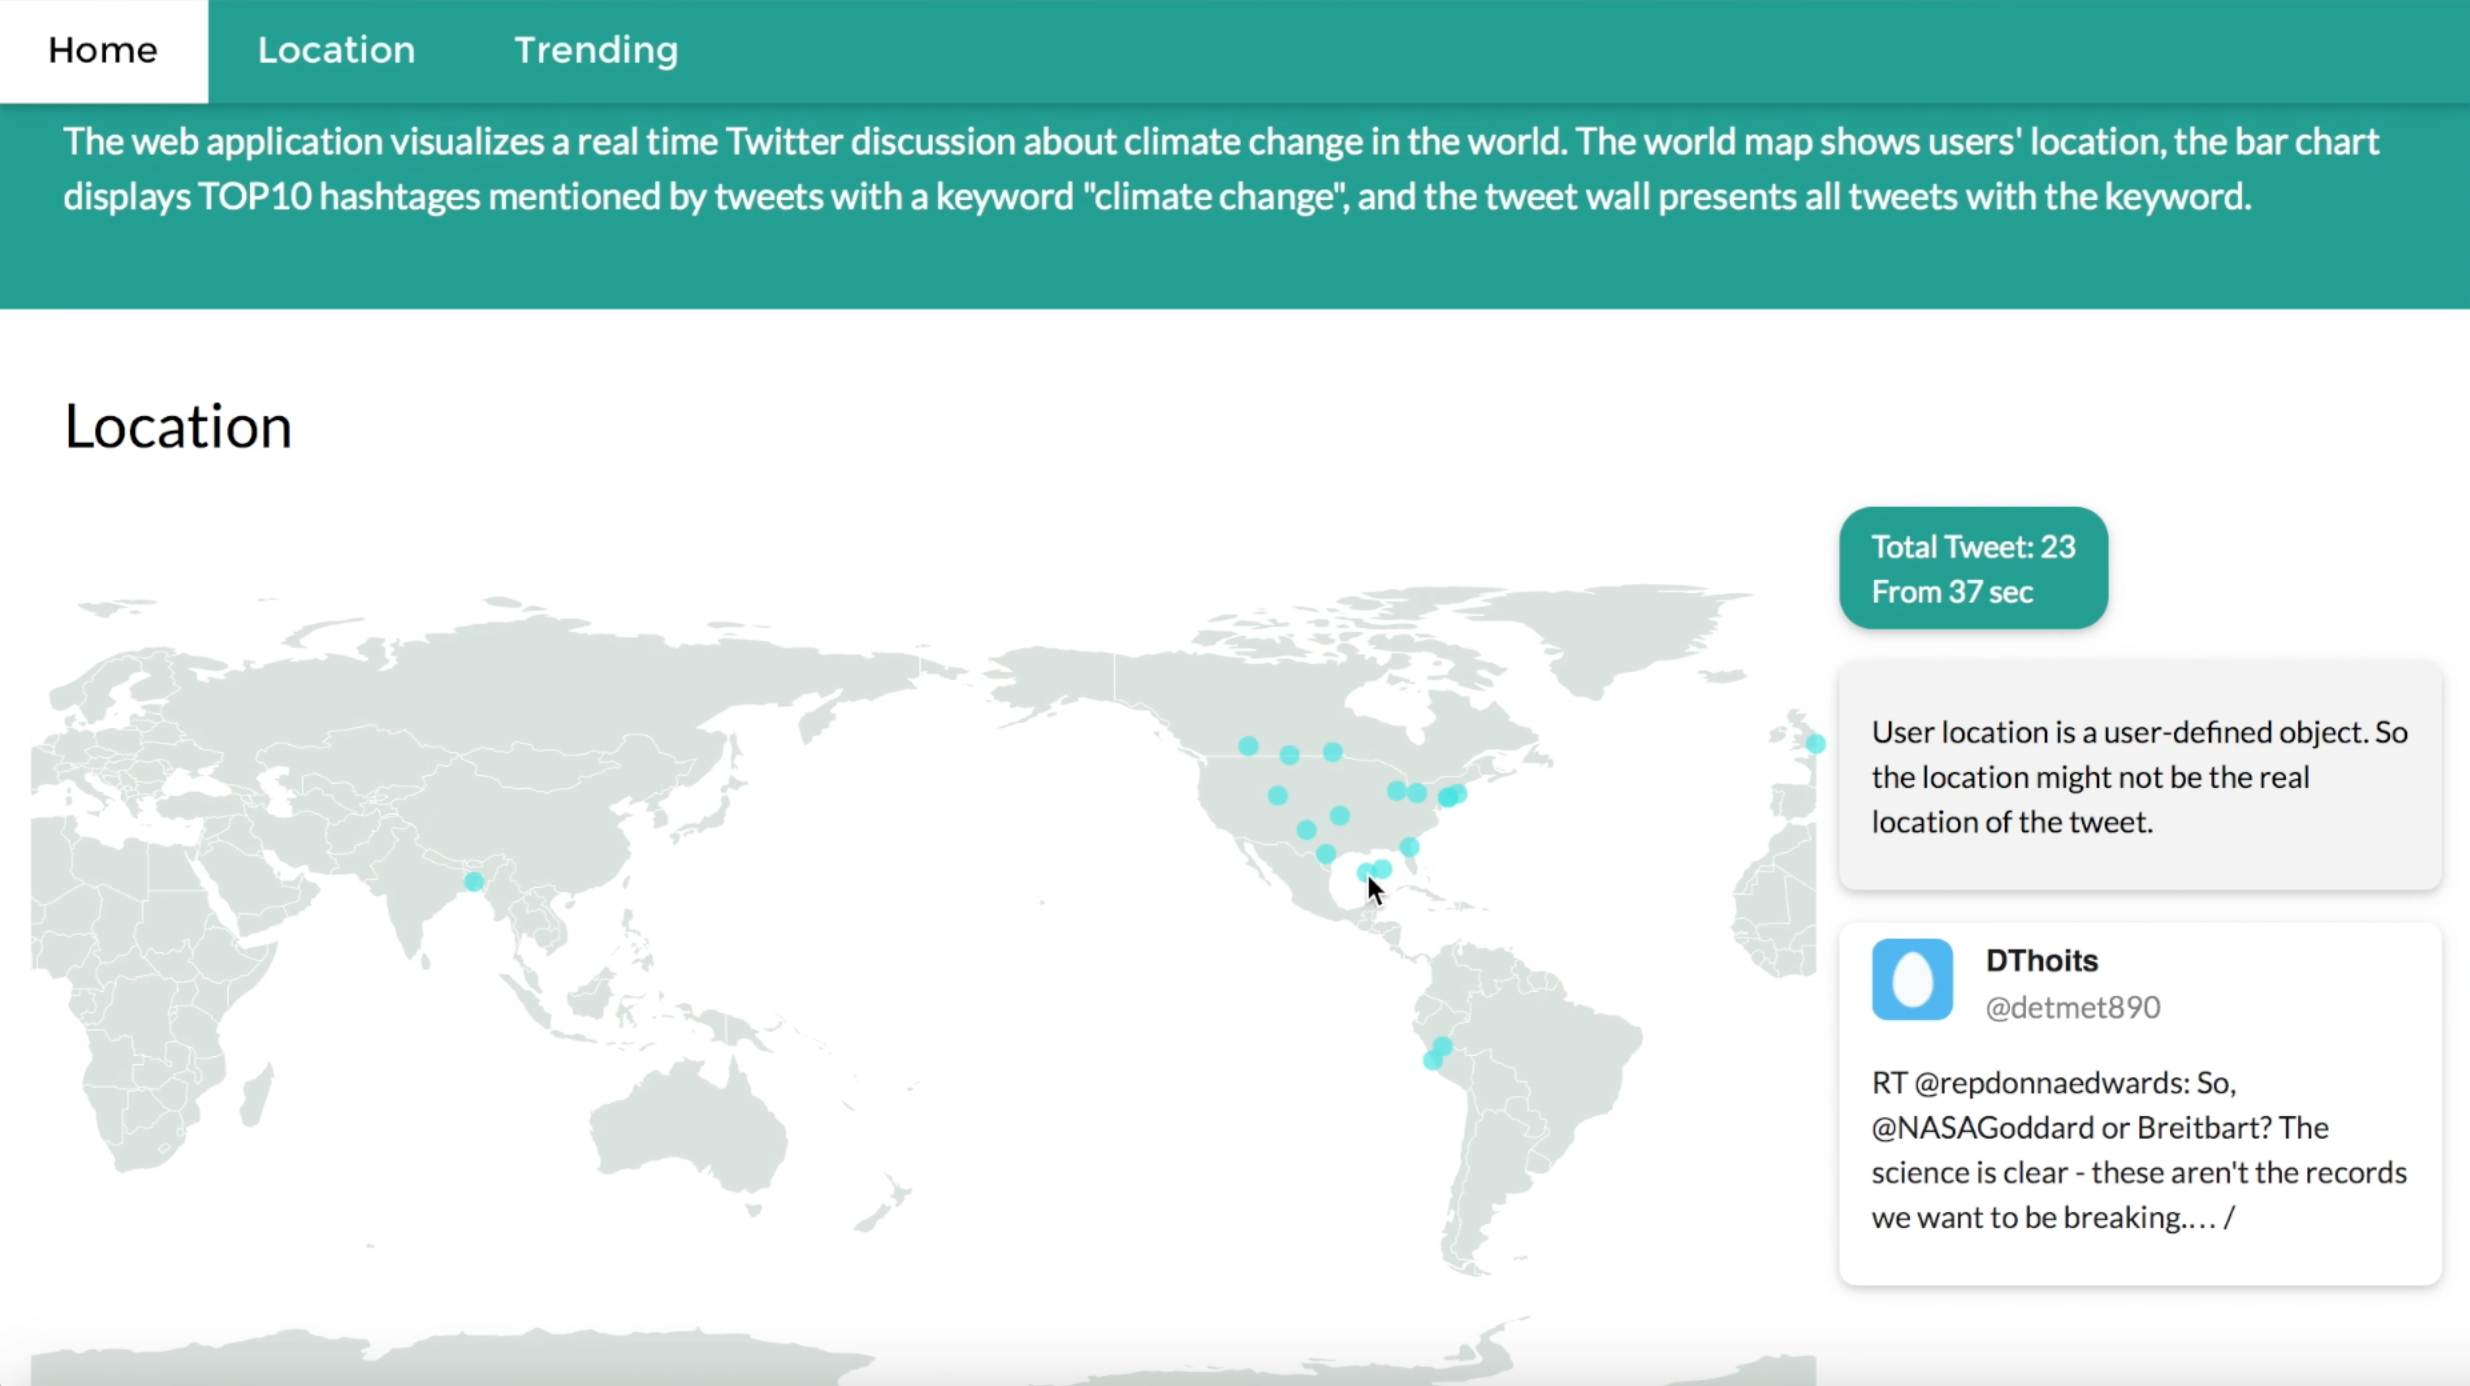 Home Location Trending
The web application visualizes a real time Twitter discussion about climate change in the world. The world map shows users' location, the bar chart
displays TOP10 hashtages mentioned by tweets with a keyword "climate change", and the tweet wall presents all tweets with the keyword.
Location
Total Tweet: 23
From 37 sec
User location is a user-defined object. So
the location might not be the real
location of the tweet.
DThoits
@detmet890
RT @repdonnaedwards: So,
@NASAGoddard or Breitbart? The
science is clear - these aren't the records
we want to be breaking.… /